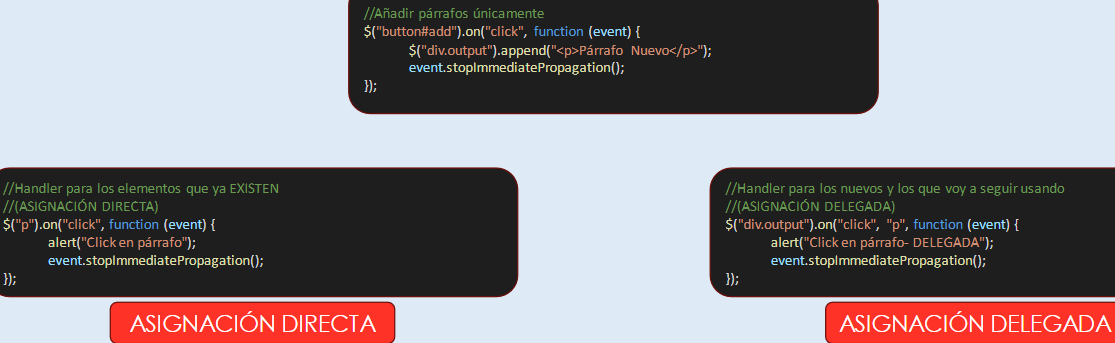 //Añadir párrafos únicamente
$("button#add").on("click", function (event) {
$("div.output").append("<p>Párrafo Nuevo</p>");
event.stopImmediatePropagation();
});
//Handler para los elementos que ya EXISTEN
//(ASIGNACIÓN DIRECTA)
$("p").on("click", function (event) {
alert("Click en párrafo");
event.stopImmediatePropagation();
});
ASIGNACIÓN DIRECTA
//Handler para los nuevos y los que voy a seguir usando
//(ASIGNACIÓN DELEGADA)
$("div.output").on("click", "p", function (event) {
alert("Click en párrafo- DELEGADA");
event.stopImmediatePropagation();
});
ASIGNACIÓN DELEGADA